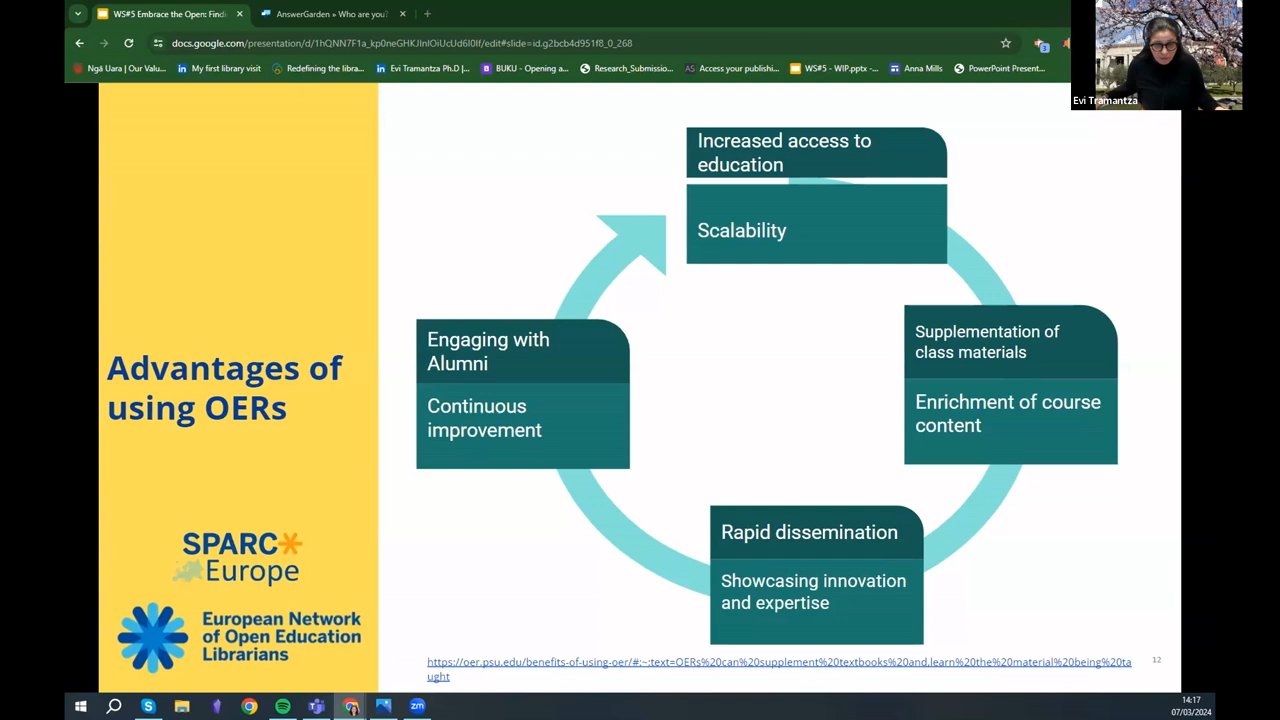 WS#5 Embrace the Open: Findi
AnswerGarden » Who are you?
docs.google.com/presentation/d/1hQNN7F1a_kp0neGHKJlnlOiUcUd6I0lf/edit#slide=id.g2bcb4d951f8_0_268
Ngā Uara | Our Valu...
My first library visit
Redefining the libra...
Evi Tramantza Ph.D |...
BUKU - Opening a...
Research_Submissio...
Access your publishi...
WS#5 - WIP.pptx -...
Anna Mills
PowerPoint Present...
Evi Tramantza
Increased access to
education
Scalability
Engaging with
Alumni
Continuous
improvement
Supplementation of
class materials
Enrichment of course
content
Rapid dissemination
Showcasing innovation
and expertise
Advantages of
using OERs
SPARC
Europe
European Network
of Open Education
Librarians
https://oer.psu.edu/benefits-of-using-oer/#:~:text=OERs%20can%20supplement%20textbooks%20and,learn%20the%20material%20being%20ta
ught
12
14:17
07/03/2024